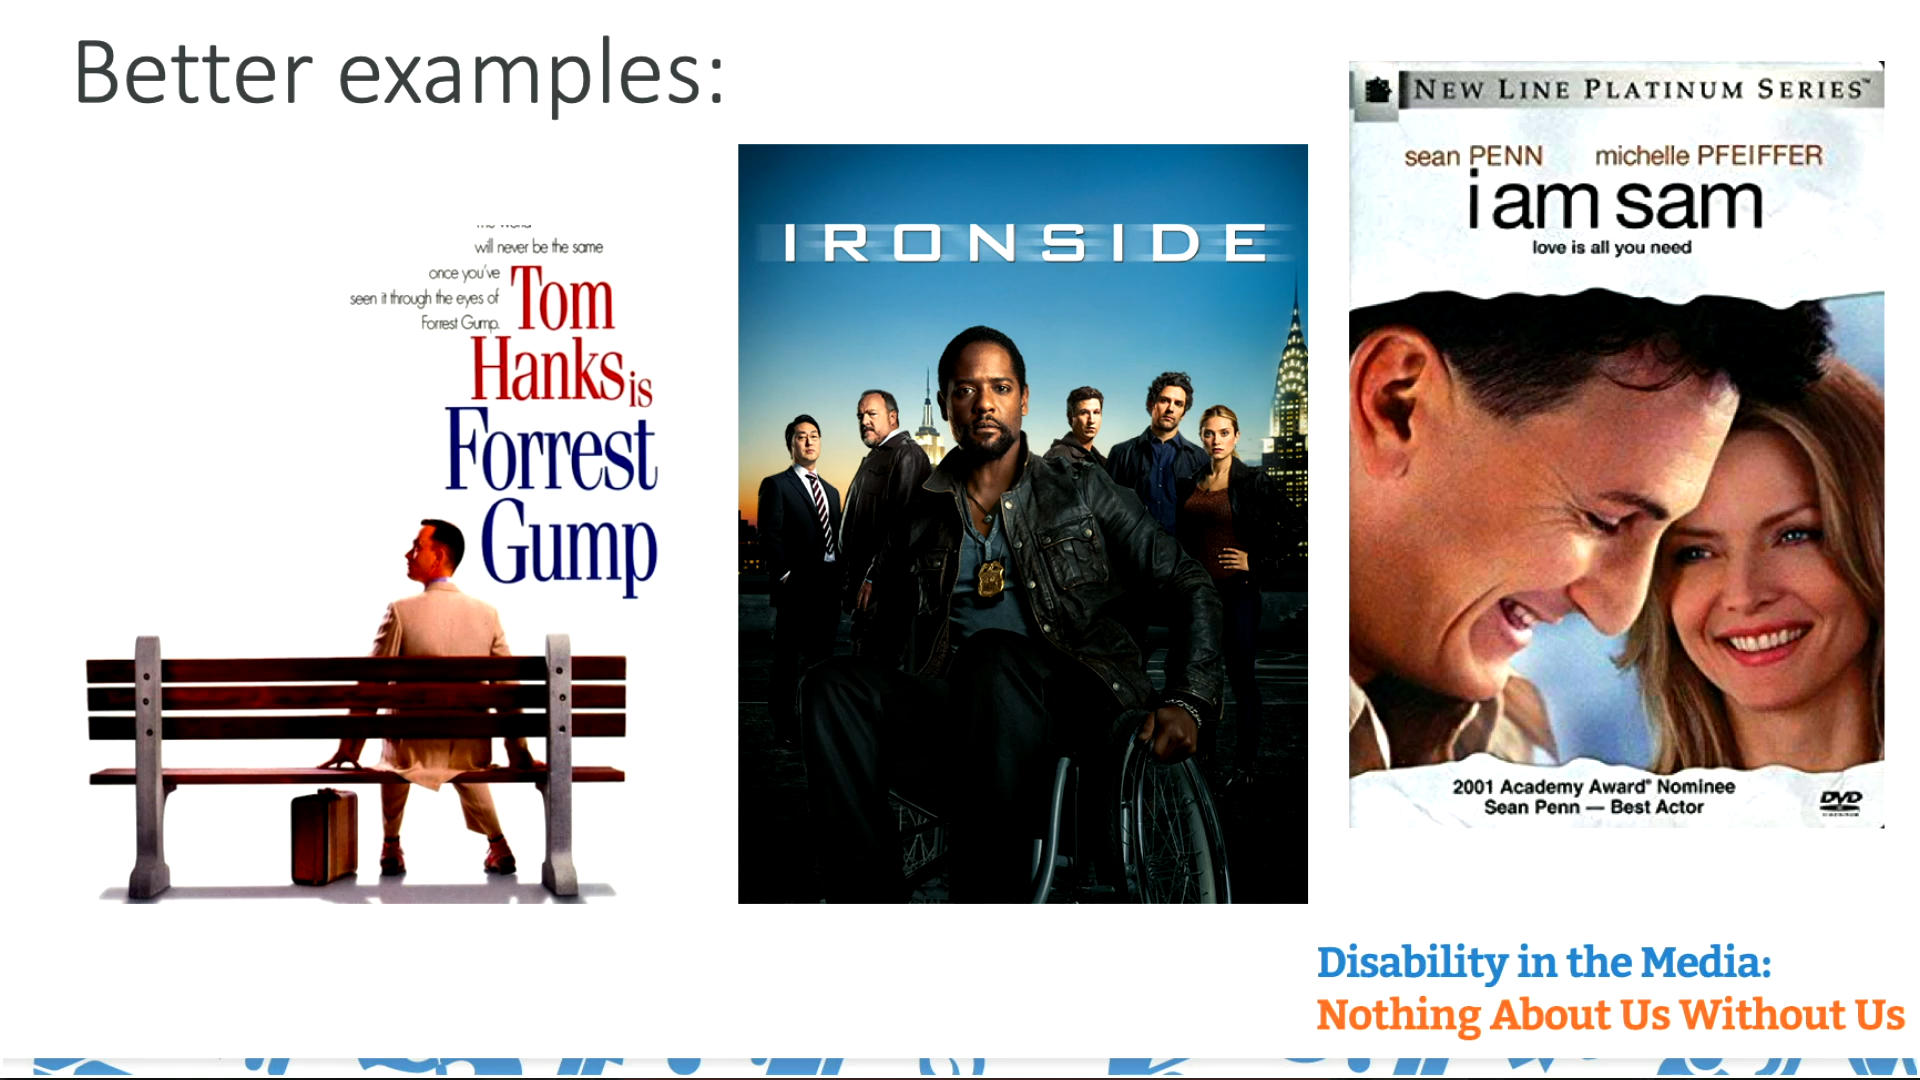 Better examples:
will never be the same
once you've
seen it through the eyes of
Forrest Gump.
Tom
Hanks is
Forrest
Gump
IRONSIDE
NEW LINE PLATINUM SERIES™
sean PENN michelle PFEIFFER
i am sam
love is all you need
2001 Academy Award® Nominee
Sean Penn — Best Actor
DVD
Disability in the Media:
Nothing About Us Without Us